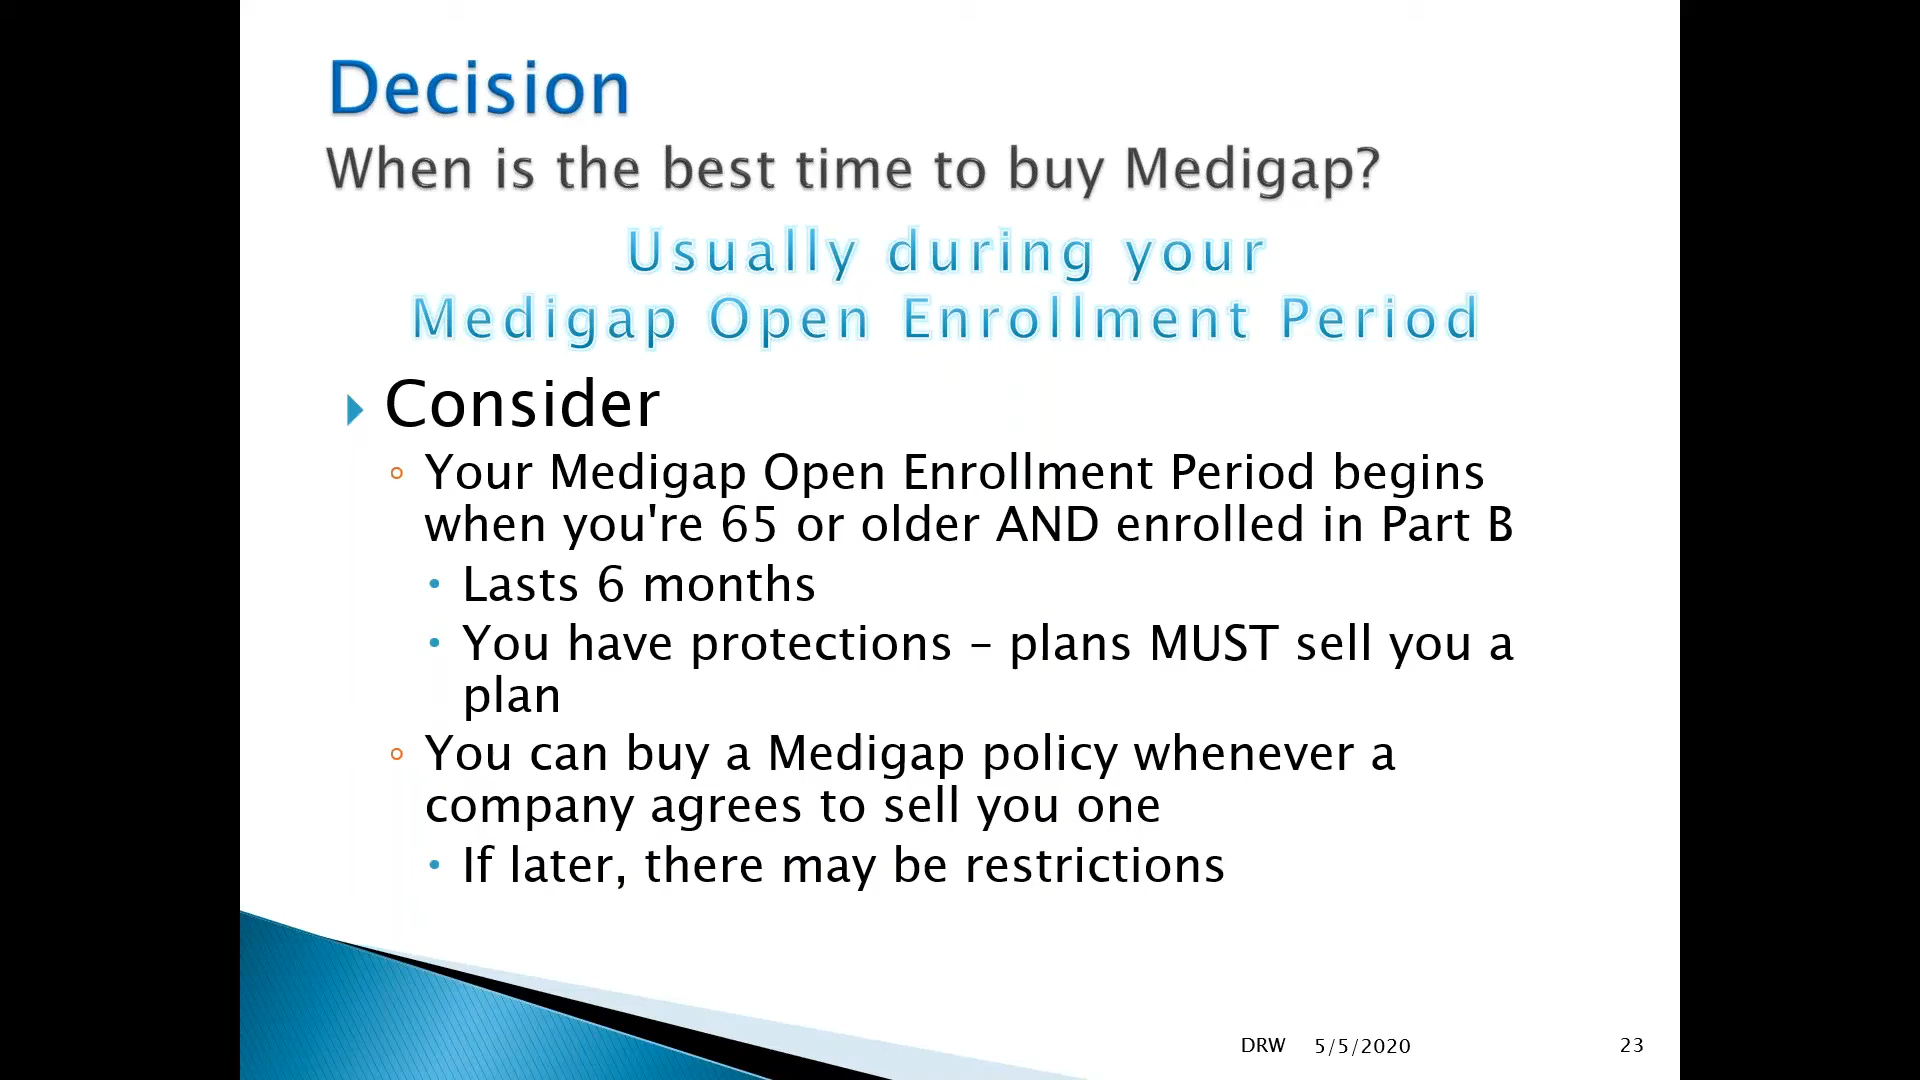 Decision
When is the best time to buy Medigap?
Usually during your
Medigap Open Enrollment Period
Consider
Your Medigap Open Enrollment Period begins
when you're 65 or older AND enrolled in Part B
Lasts 6 months
You have protections – plans MUST sell you a
plan
You can buy a Medigap policy whenever a
company agrees to sell you one
If later, there may be restrictions
DRW 5/5/2020 23